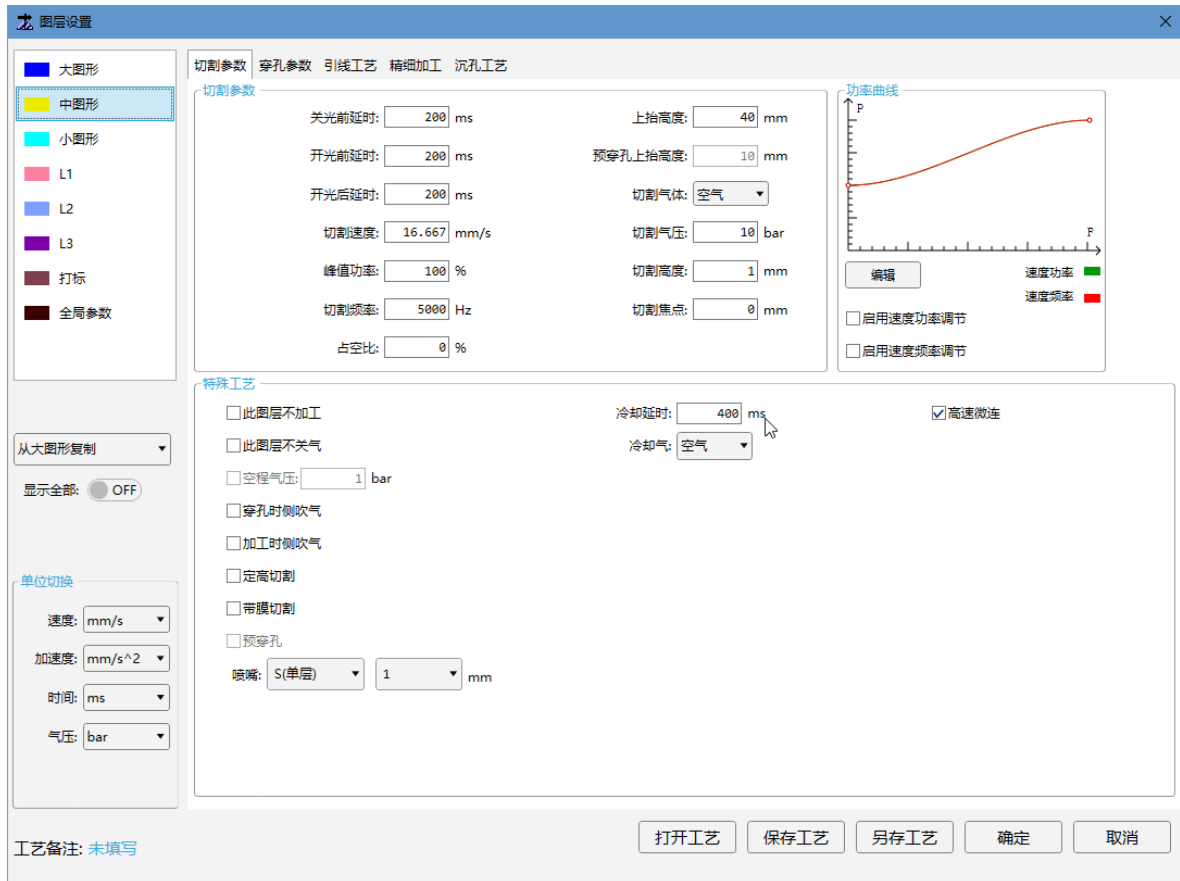 图层设置
大图形
中图形
小图形
L1
L2
L3
打标
全局参数
从大图形复制
显示全部: OFF
单位切换
速度: mm/s
加速度: mm/s^2
时间: ms
气压: bar
切割参数 穿孔参数 引线工艺 精细加工 沉孔工艺
切割参数
关光前延时: 200 ms
开光前延时: 200 ms
开光后延时: 200 ms
切割速度: 16.667 mm/s
峰值功率: 100 %
切割频率: 5000 Hz
占空比: 0 %
上抬高度: 40 mm
预穿孔上抬高度: 10 mm
切割气体: 空气
切割气压: 10 bar
切割高度: 1 mm
切割焦点: 0 mm
功率曲线
P
F
编辑
速度功率
速度频率
启用速度功率调节
启用速度频率调节
特殊工艺
此图层不加工
此图层不关气
空程气压: 1 bar
穿孔时侧吹气
加工时侧吹气
定高切割
带膜切割
预穿孔
喷嘴: S(单层) 1 mm
冷却延时: 400 ms
冷却气: 空气
高速微连
工艺备注: 未填写
打开工艺 保存工艺 另存工艺 确定 取消